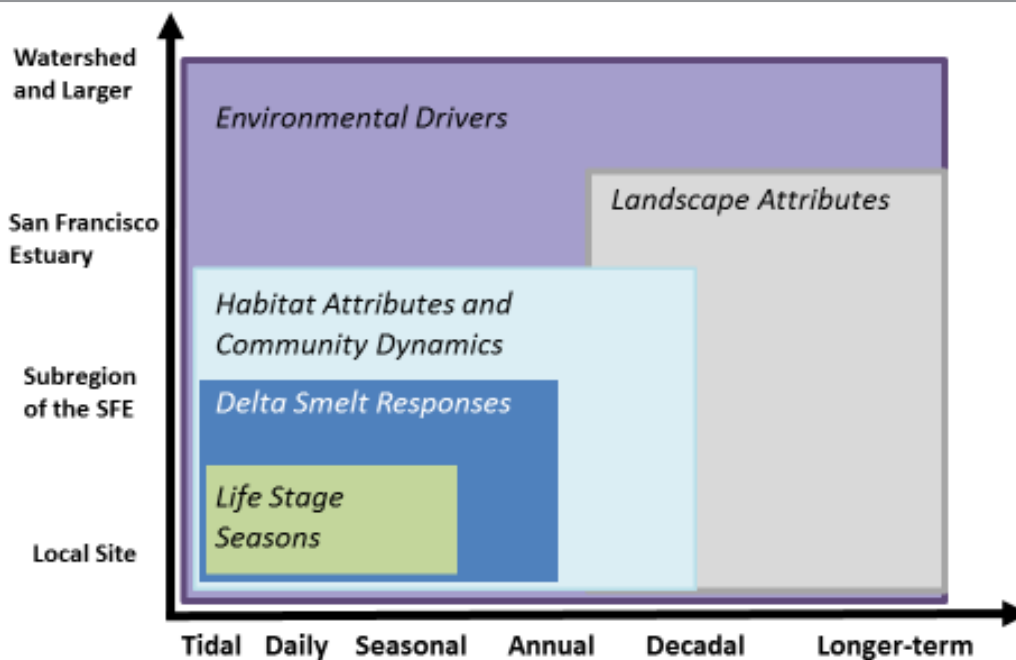 Watershed
and Larger
Environmental Drivers
Landscape Attributes
San Francisco
Estuary
Habitat Attributes and
Community Dynamics
Subregion
of the SFE
Delta Smelt Responses
Life Stage
Seasons
Local Site
Tidal Daily Seasonal Annual Decadal Longer-term